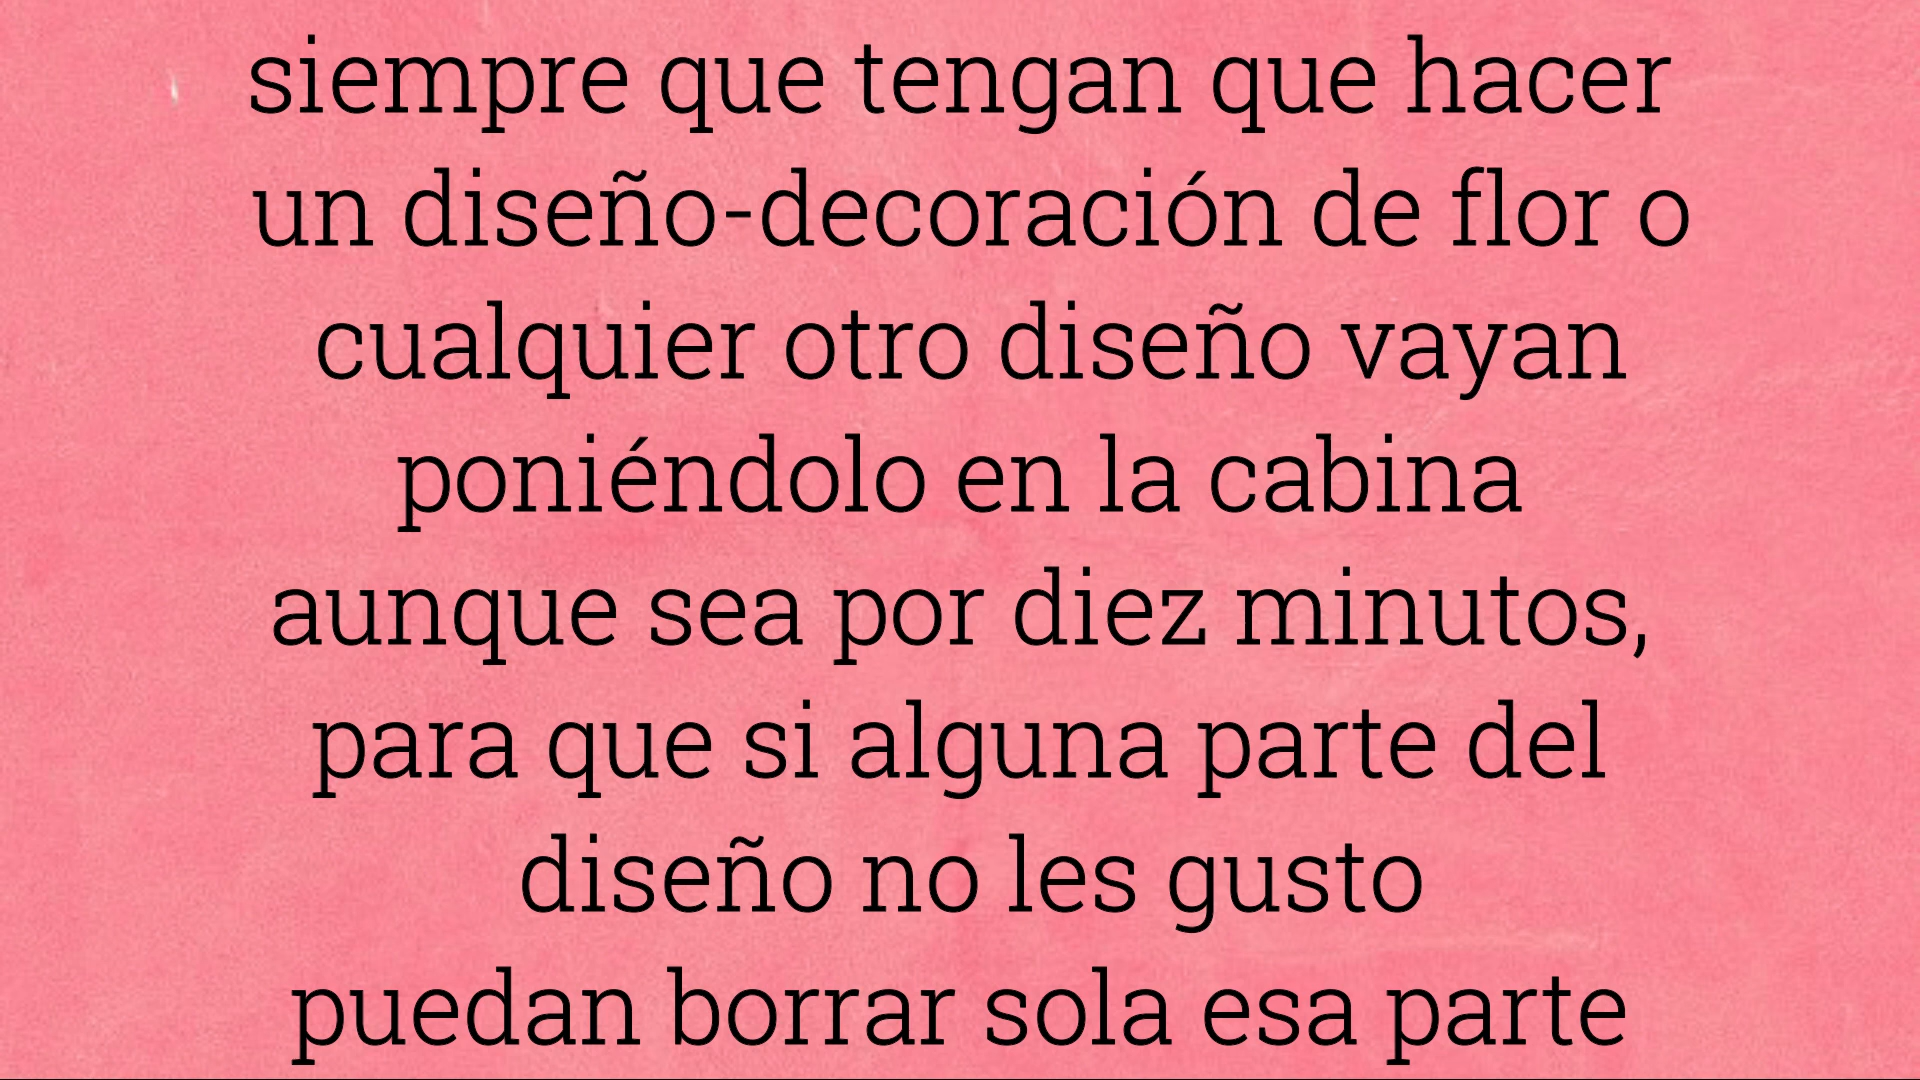 siempre que tengan que hacer
un diseño-decoración de flor o
cualquier otro diseño vayan
poniéndolo en la cabina
aunque sea por diez minutos,
para que si alguna parte del
diseño no les gusto
puedan borrar sola esa parte